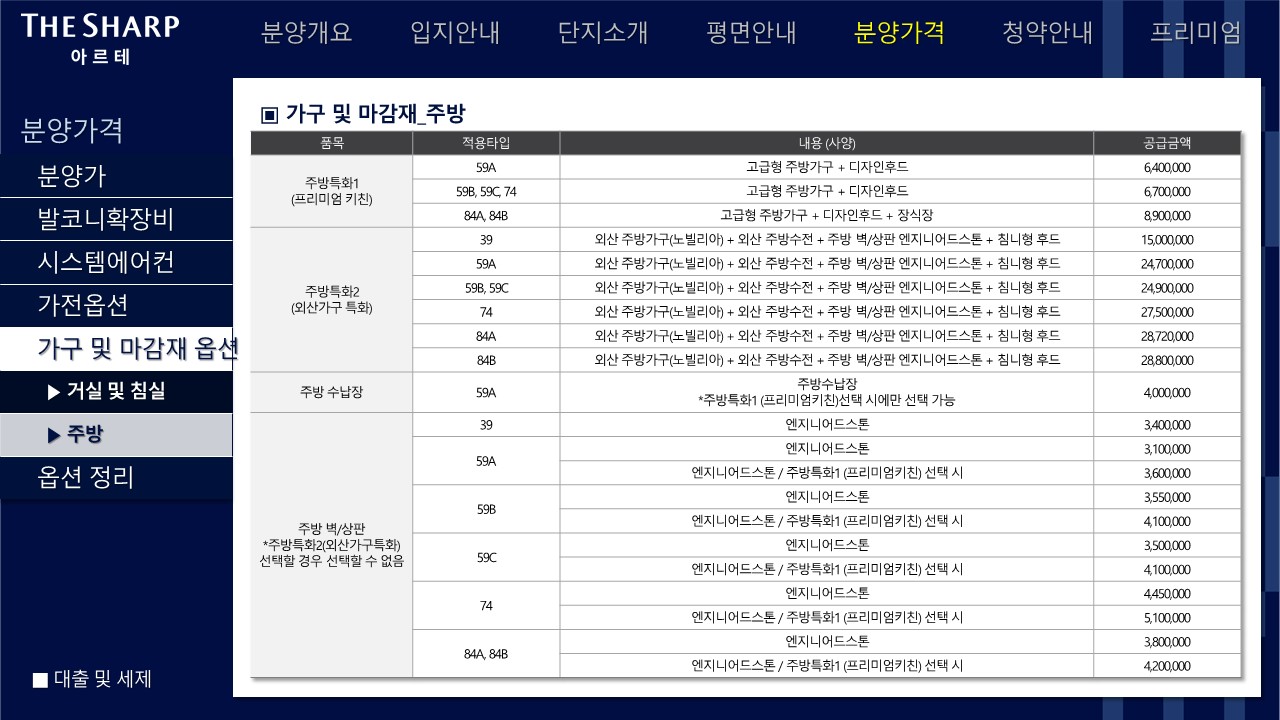 THE SHARP
아르테
분양개요 입지안내 단지소개 평면안내 분양가격 청약안내 프리미엄
분양가격
분양가
발코니확장비
시스템에어컨
가전옵션
가구 및 마감재 옵션
▶ 거실 및 침실
▶ 주방
옵션 정리
■ 대출 및 세제
▣ 가구 및 마감재_주방
품목 적용타입 내용 (사양) 공급금액
주방특화1
(프리미엄 키친)
59A 고급형 주방가구 + 디자인후드 6,400,000
59B, 59C, 74 고급형 주방가구 + 디자인후드 6,700,000
84A, 84B 고급형 주방가구 + 디자인후드 + 장식장 8,900,000
주방특화2
(외산가구 특화)
39 외산 주방가구(노빌리아) + 외산 주방수전 + 주방 벽/상판 엔지니어드스톤 + 침니형 후드 15,000,000
59A 외산 주방가구(노빌리아) + 외산 주방수전 + 주방 벽/상판 엔지니어드스톤 + 침니형 후드 24,700,000
59B, 59C 외산 주방가구(노빌리아) + 외산 주방수전 + 주방 벽/상판 엔지니어드스톤 + 침니형 후드 24,900,000
74 외산 주방가구(노빌리아) + 외산 주방수전 + 주방 벽/상판 엔지니어드스톤 + 침니형 후드 27,500,000
84A 외산 주방가구(노빌리아) + 외산 주방수전 + 주방 벽/상판 엔지니어드스톤 + 침니형 후드 28,720,000
84B 외산 주방가구(노빌리아) + 외산 주방수전 + 주방 벽/상판 엔지니어드스톤 + 침니형 후드 28,800,000
주방 수납장 59A 주방수납장
*주방특화1 (프리미엄키친)선택 시에만 선택 가능 4,000,000
주방 벽/상판
*주방특화2(외산가구특화)
선택할 경우 선택할 수 없음
39 엔지니어드스톤 3,400,000
59A 엔지니어드스톤 3,100,000
엔지니어드스톤 / 주방특화1 (프리미엄키친) 선택 시 3,600,000
59B 엔지니어드스톤 3,550,000
엔지니어드스톤 / 주방특화1 (프리미엄키친) 선택 시 4,100,000
59C 엔지니어드스톤 3,500,000
엔지니어드스톤 / 주방특화1 (프리미엄키친) 선택 시 4,100,000
74 엔지니어드스톤 4,450,000
엔지니어드스톤 / 주방특화1 (프리미엄키친) 선택 시 5,100,000
84A, 84B 엔지니어드스톤 3,800,000
엔지니어드스톤 / 주방특화1 (프리미엄키친) 선택 시 4,200,000